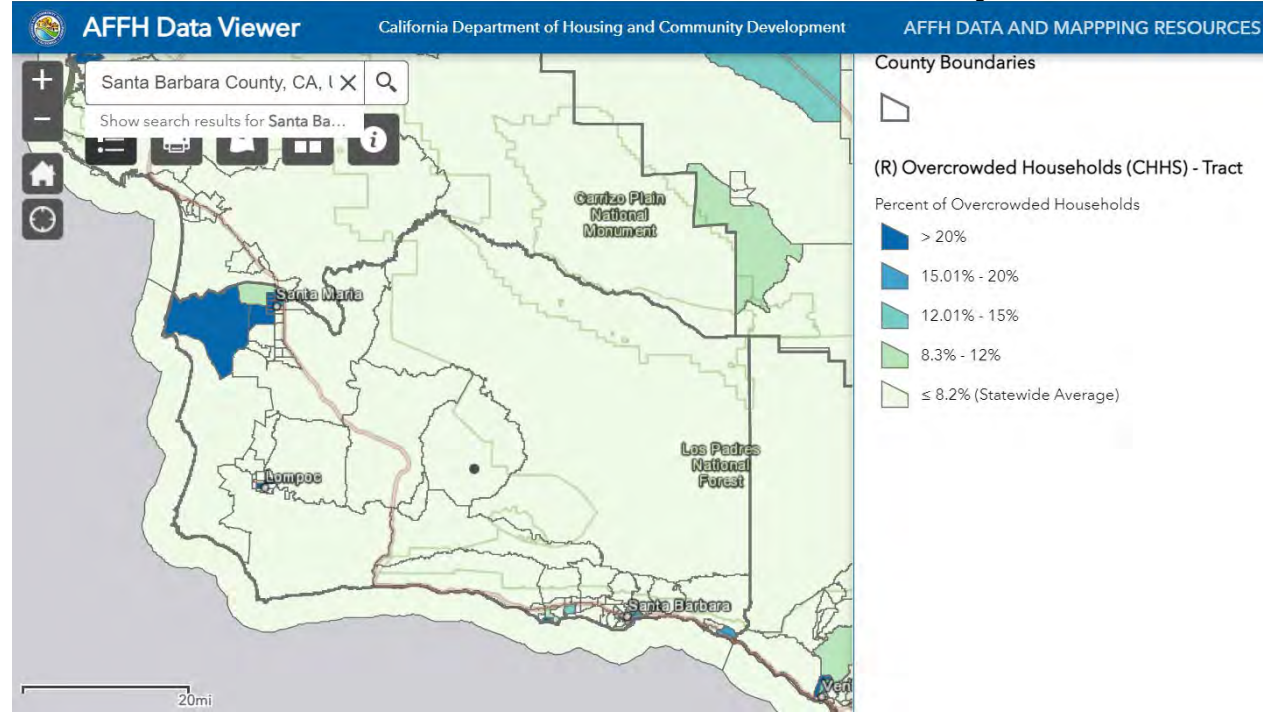 AFFH Data Viewer
California Department of Housing and Community Development
AFFH DATA AND MAPPPING RESOURCES
+
Santa Barbara County, CA, U
Show search results for Santa Ba...
−
i
County Boundaries
(R) Overcrowded Households (CHHS) - Tract
Percent of Overcrowded Households
> 20%
15.01% - 20%
12.01% - 15%
8.3% - 12%
≤ 8.2% (Statewide Average)
Carrizo Plain
National
Monument
Santa Maria
Los Padres
National
Forest
Lompoc
Santa Barbara
Vent
20mi